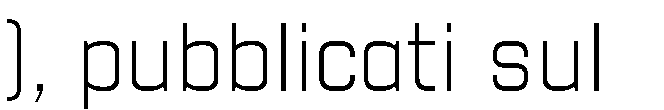 ), pubblicati sul